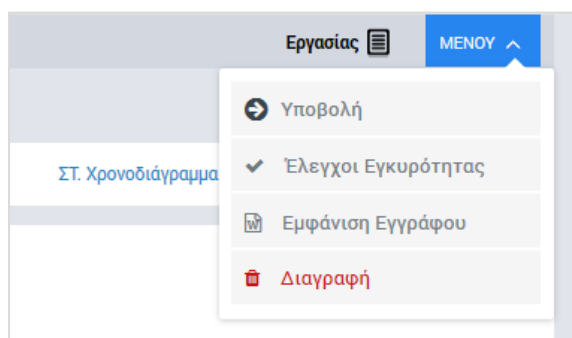 Εργασίας ΜΕΝΟΥ
Υποβολή
ΣΤ. Χρονοδιάγραμμα Έλεγχοι Εγκυρότητας
Εμφάνιση Εγγράφου
Διαγραφή